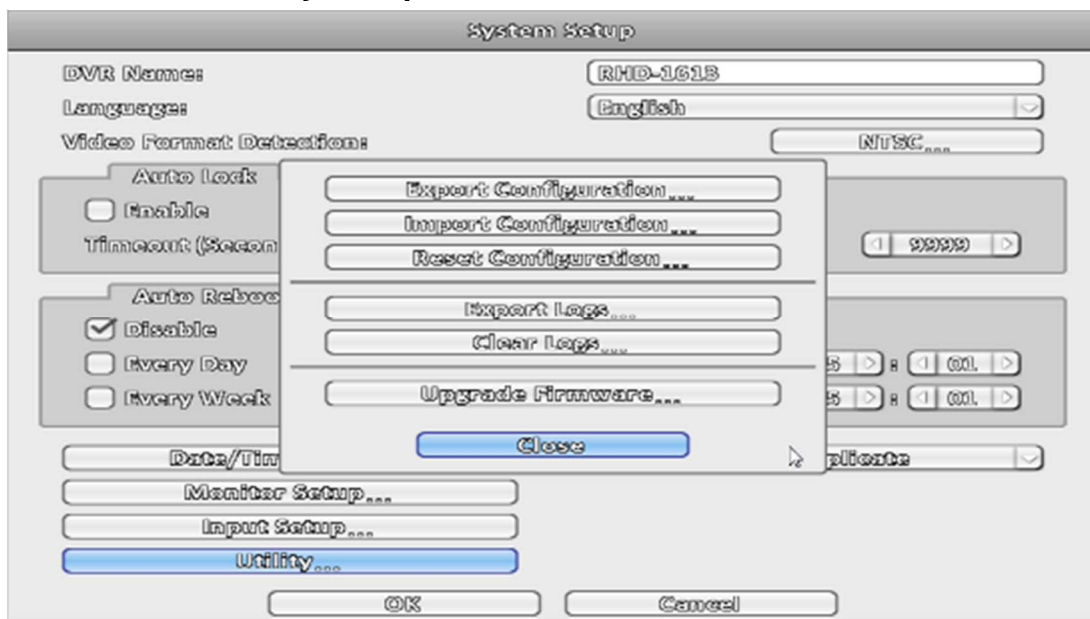 System Setup
DVR Name: RHD-1613
Language: English
Video Format Detection: NTSC...
Auto Lock
Export Configuration...
Enable
Import Configuration...
Timeout (Secon 9999
Reset Configuration...
Auto Reboo
Export Logs...
Disable
Clear Logs...
Every Day 5 : 01
Upgrade Firmware...
Every Week 5 : 01
Close
Date/Tim plicate
Monitor Setup...
Input Setup...
Utility...
OK Cancel